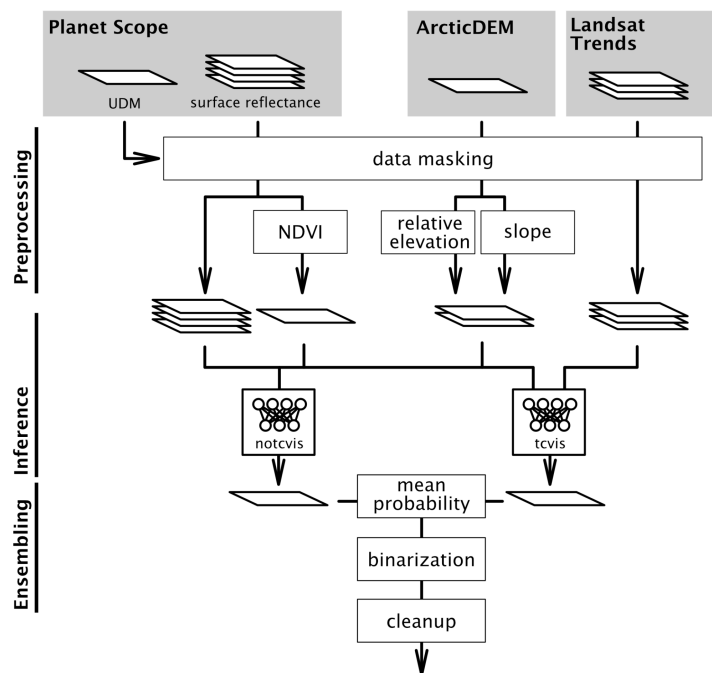 Planet Scope
ArcticDEM
Landsat
Trends
UDM
surface reflectance
Preprocessing
data masking
NDVI
relative
elevation
slope
Inference
notcvis
tcvis
Ensembling
mean
probability
binarization
cleanup